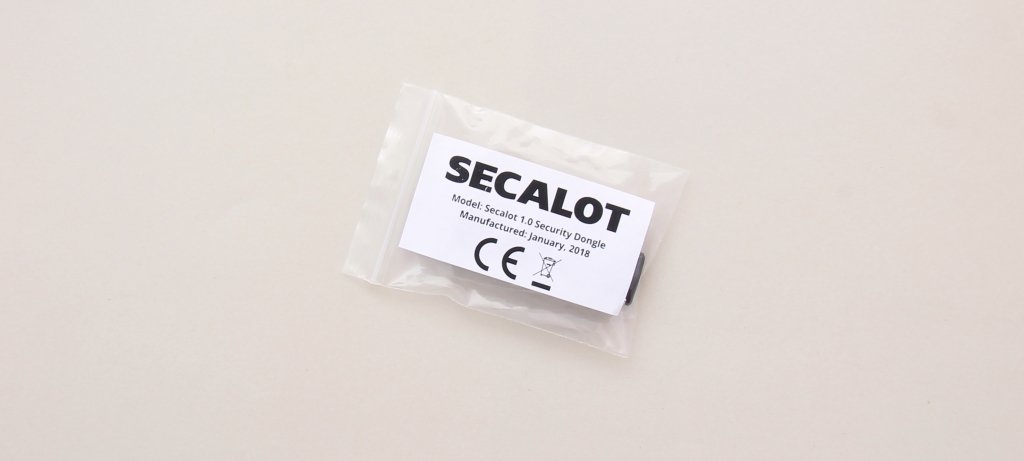 SECALOT
Model: Secalot 1.0 Security Dongle
Manufactured: January, 2018
CE